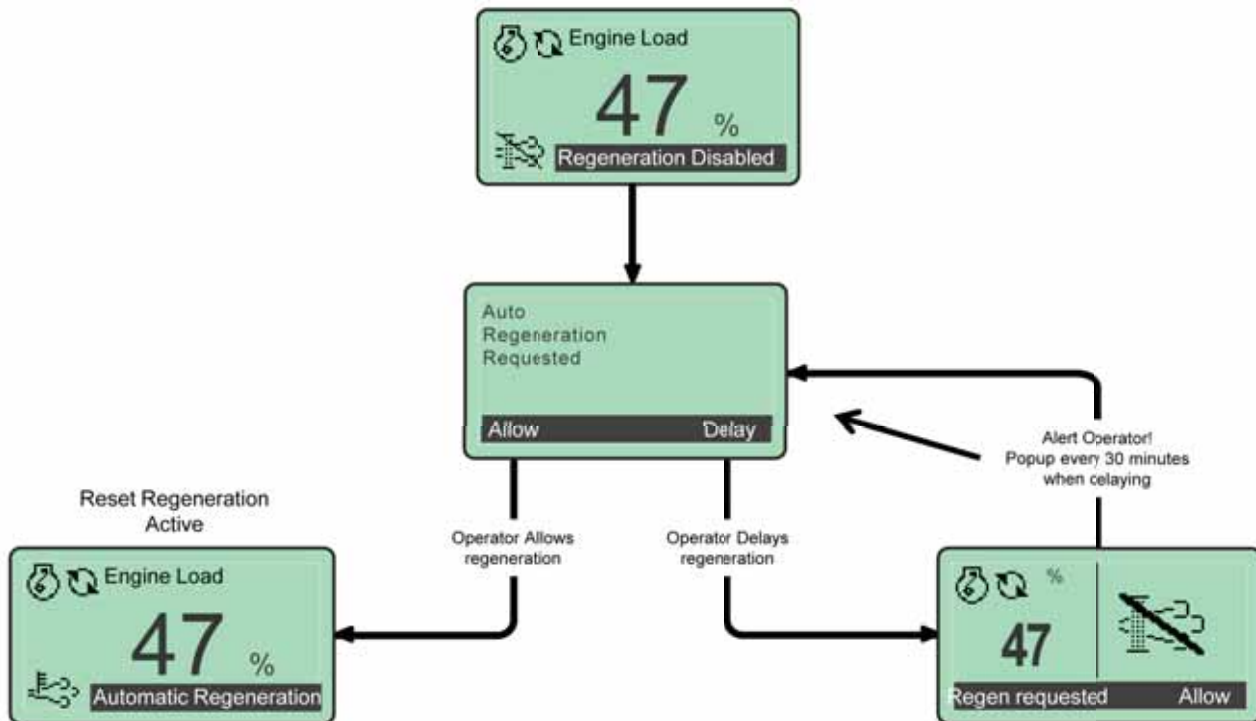 Engine Load
47 %
Regeneration Disabled
Auto
Regeneration
Requested
Allow Delay
Alert Operator!
Popup every 30 minutes
when celaying
Operator Allows
regeneration
Operator Delays
regeneration
Reset Regeneration
Active
Engine Load
47 %
Automatic Regeneration
%
47
Regen requested Allow